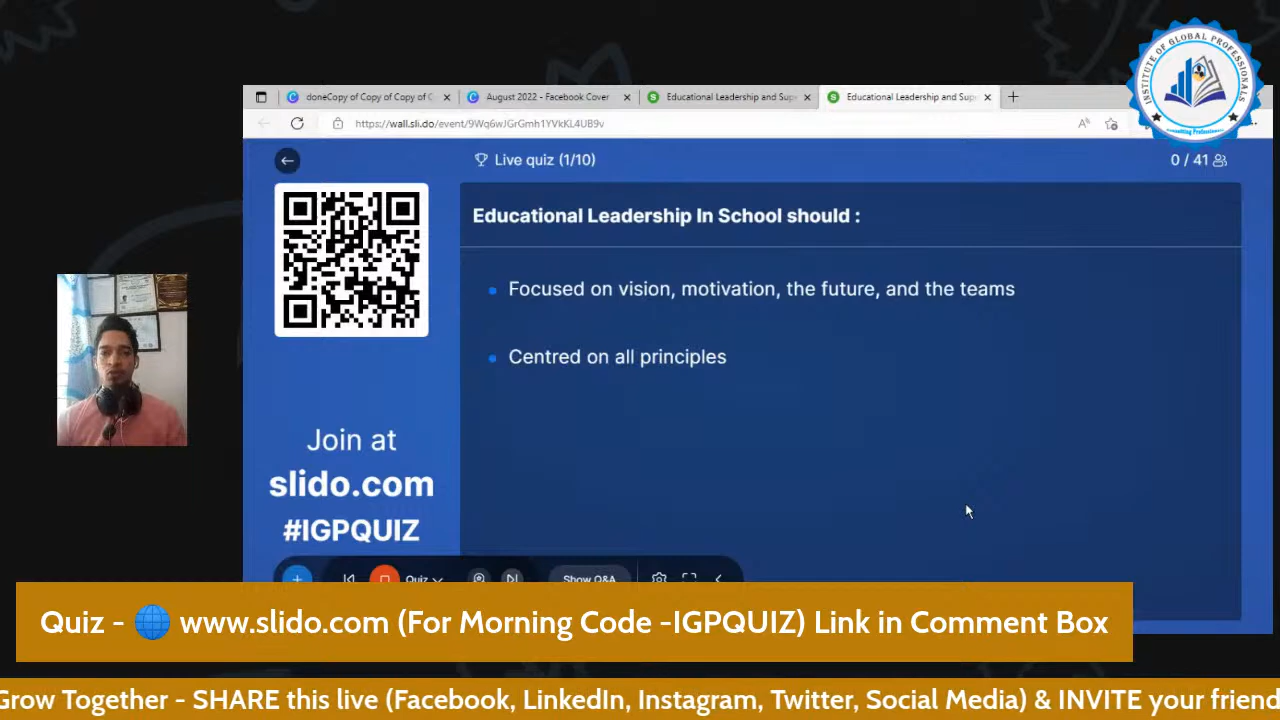 INSTITUTE OF GLOBAL PROFESSIONALS
doneCopy of Copy of Copy of C
August 2022 - Facebook Cover
Educational Leadership and Sup
Educational Leadership and Sup
https://wall.sli.do/event/9Wq6wJGrGmh1YVkKL4UB9v
Live quiz (1/10)
0 / 41
Educational Leadership In School should :
Focused on vision, motivation, the future, and the teams
Centred on all principles
Join at
slido.com
#IGPQUIZ
Quiz
Show Q&A
Quiz - 🌐 www.slido.com (For Morning Code -IGPQUIZ) Link in Comment Box
Grow Together - SHARE this live (Facebook, LinkedIn, Instagram, Twitter, Social Media) & INVITE your friend